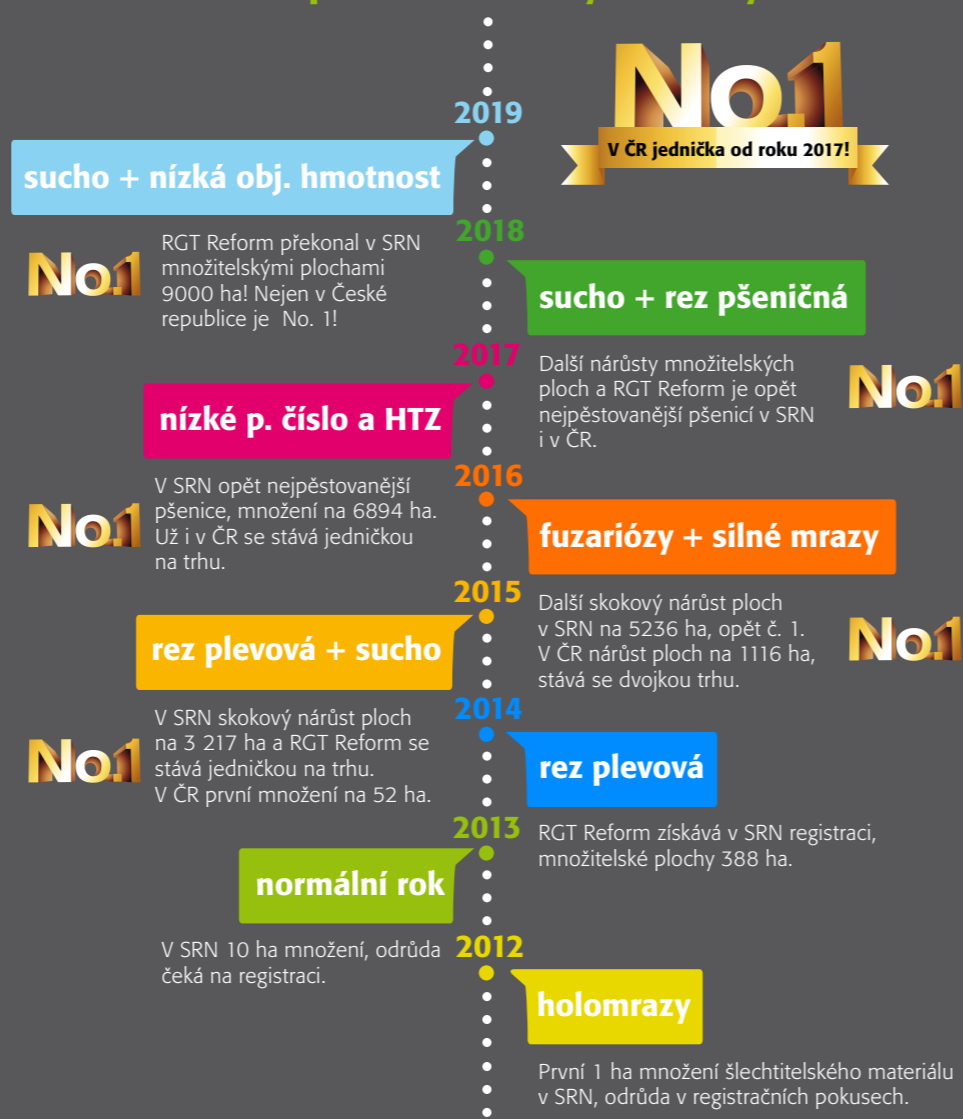 No.1
V ČR jednička od roku 2017!
2019
sucho + nízká obj. hmotnost
No.1
RGT Reform překonal v SRN
množitelskými plochami
9000 ha! Nejen v České
republice je No. 1!
2018
sucho + rez pšeničná
Další nárůsty množitelských
ploch a RGT Reform je opět
nejpěstovanější pšenicí v SRN
i v ČR.
No.1
2017
nízké p. číslo a HTZ
No.1
V SRN opět nejpěstovanější
pšenice, množení na 6894 ha.
Už i v ČR se stává jedničkou
na trhu.
2016
fuzariózy + silné mrazy
Další skokový nárůst ploch
v SRN na 5236 ha, opět č. 1.
V ČR nárůst ploch na 1116 ha,
stává se dvojkou trhu.
No.1
2015
rez plevová + sucho
No.1
V SRN skokový nárůst ploch
na 3 217 ha a RGT Reform se
stává jedničkou na trhu.
V ČR první množení na 52 ha.
2014
rez plevová
RGT Reform získává v SRN registraci,
množitelské plochy 388 ha.
2013
normální rok
V SRN 10 ha množení, odrůda
čeká na registraci.
2012
holomrazy
První 1 ha množení šlechtitelského materiálu
v SRN, odrůda v registračních pokusech.